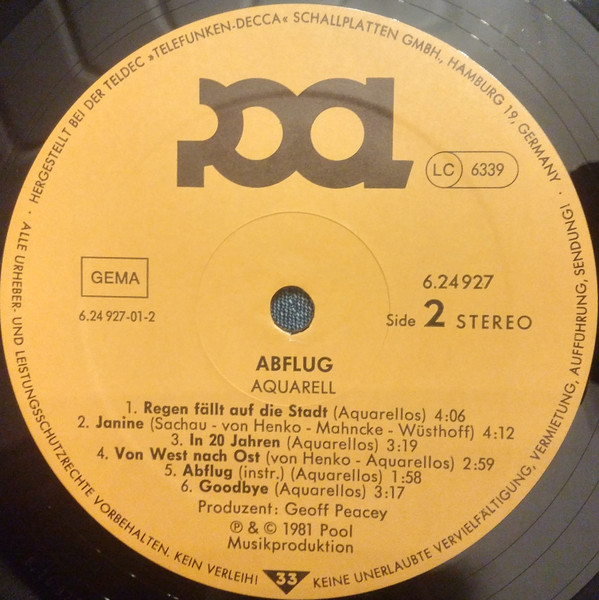 HERGESTELLT BEI DER TELDEC »TELEFUNKEN-DECCA« SCHALLPLATTEN GMBH., HAMBURG 19, GERMANY ·
pool
LC 6339
GEMA
6.24 927-01-2
6.24927
Side 2 STEREO
ABFLUG
AQUARELL
1. Regen fällt auf die Stadt (Aquarellos) 4:06
2. Janine (Sachau - von Henko - Mahncke - Wüsthoff) 4:12
3. In 20 Jahren (Aquarellos) 3:19
4. Von West nach Ost (von Henko - Aquarellos) 2:59
5. Abflug (instr.) (Aquarellos) 1:58
6. Goodbye (Aquarellos) 3:17
Produzent: Geoff Peacey
℗ & © 1981 Pool
Musikproduktion
· ALLE URHEBER- UND LEISTUNGSSCHUTZRECHTE VORBEHALTEN. KEIN VERLEIH!
33
KEINE UNERLAUBTE VERVIELFÄLTIGUNG, VERMIETUNG, AUFFÜHRUNG, SENDUNG!